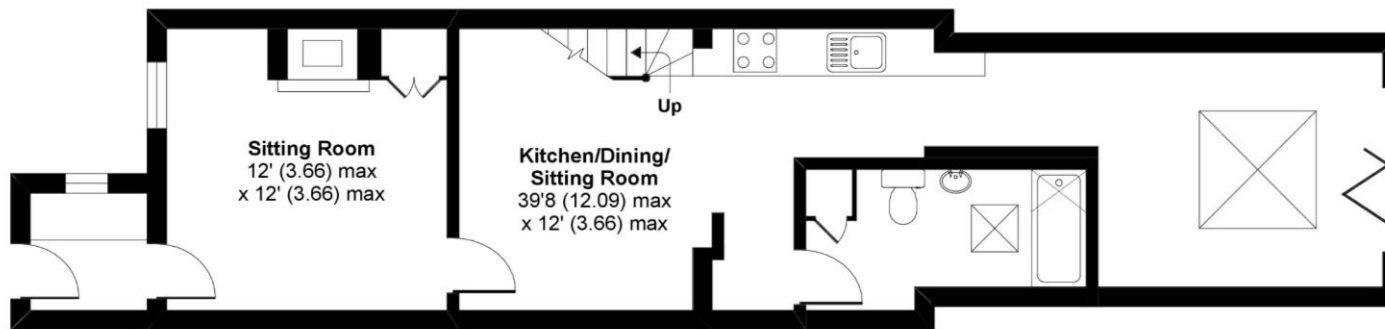 Sitting Room
12' (3.66) max
x 12' (3.66) max
Kitchen/Dining/
Sitting Room
39'8 (12.09) max
x 12' (3.66) max
Up